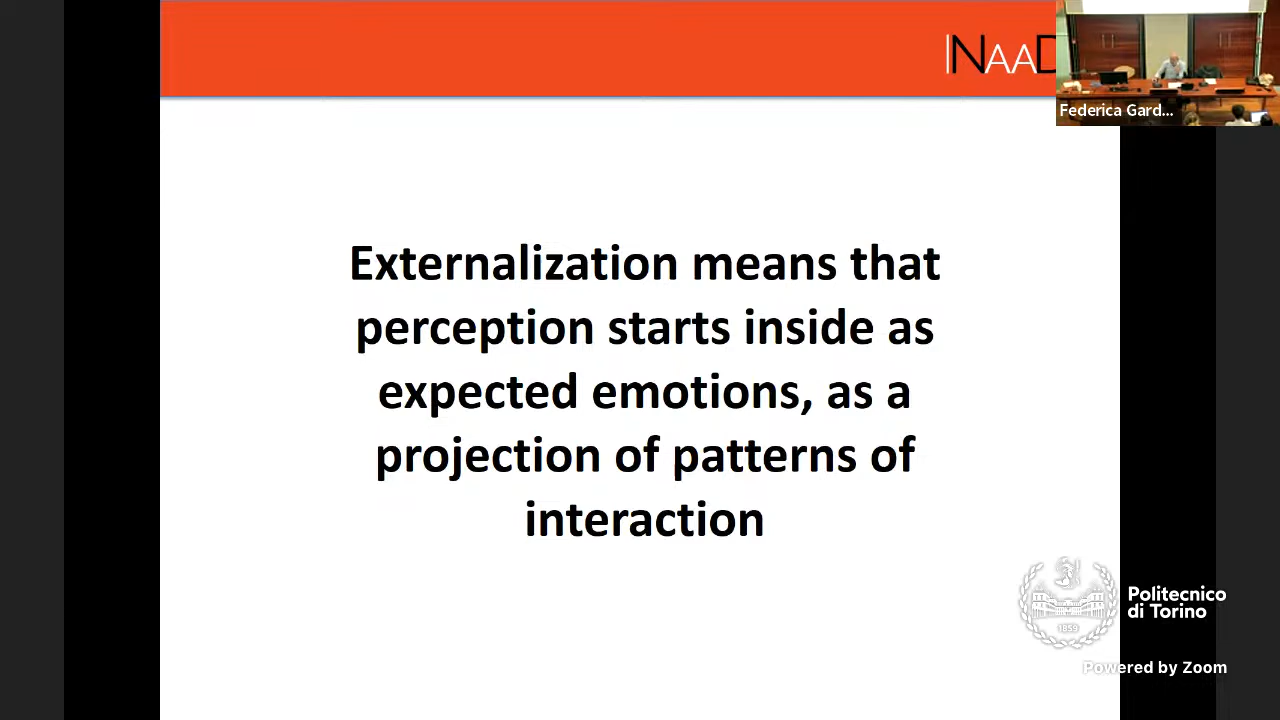 INAAD
Federica Gard...
Externalization means that
perception starts inside as
expected emotions, as a
projection of patterns of
interaction
1859
Politecnico
di Torino
Powered by Zoom